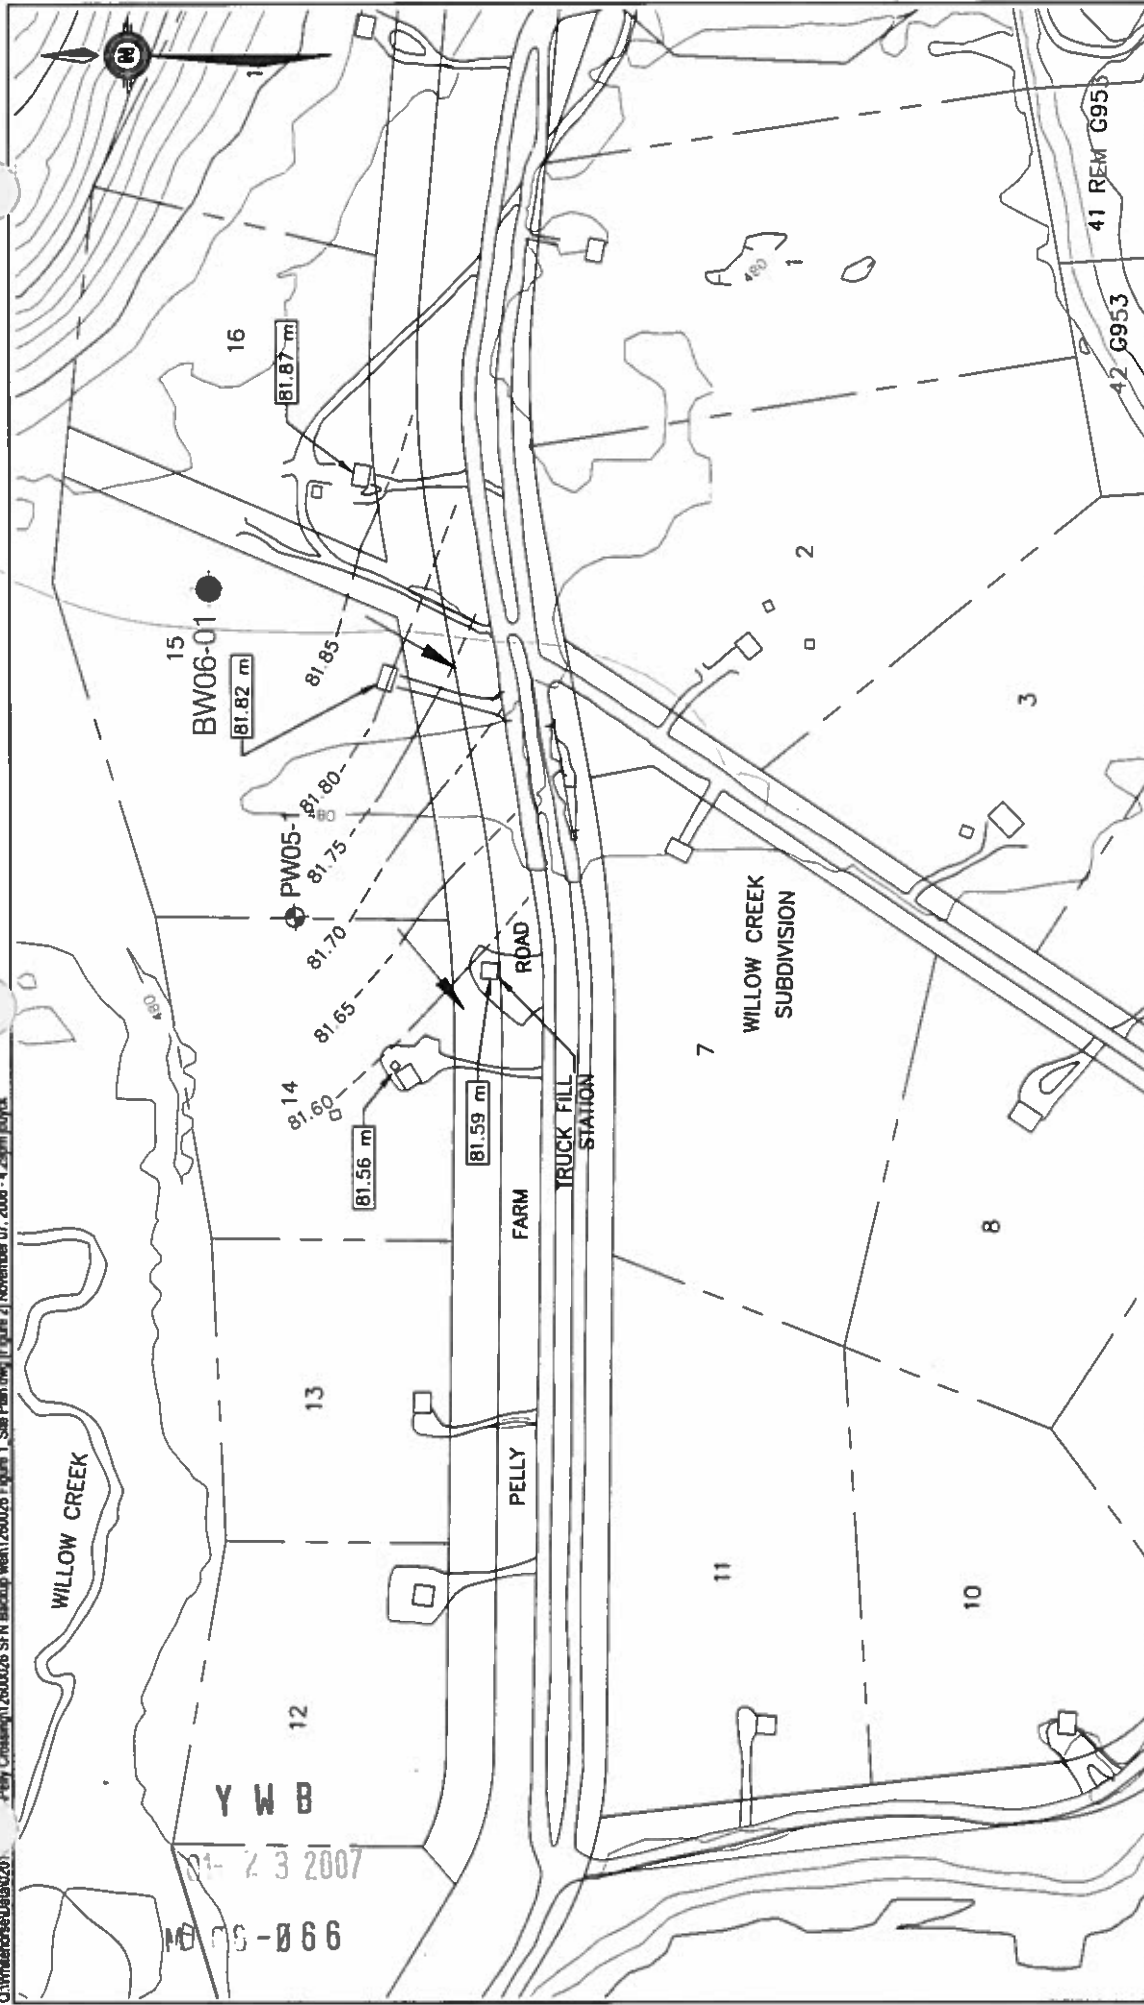 WILLOW CREEK
12
13
14
15
16
BW06-01
PW05-1
81.82 m
81.87 m
81.56 m
81.59 m
81.85
81.80
81.75
81.70
81.65
81.60
480
480
480
PELLY
FARM
ROAD
TRUCK FILL
STATION
WILLOW CREEK
SUBDIVISION
1
2
3
7
8
10
11
42 G953
41 REM G953
1
N
Y W B
2 3 2007
-066